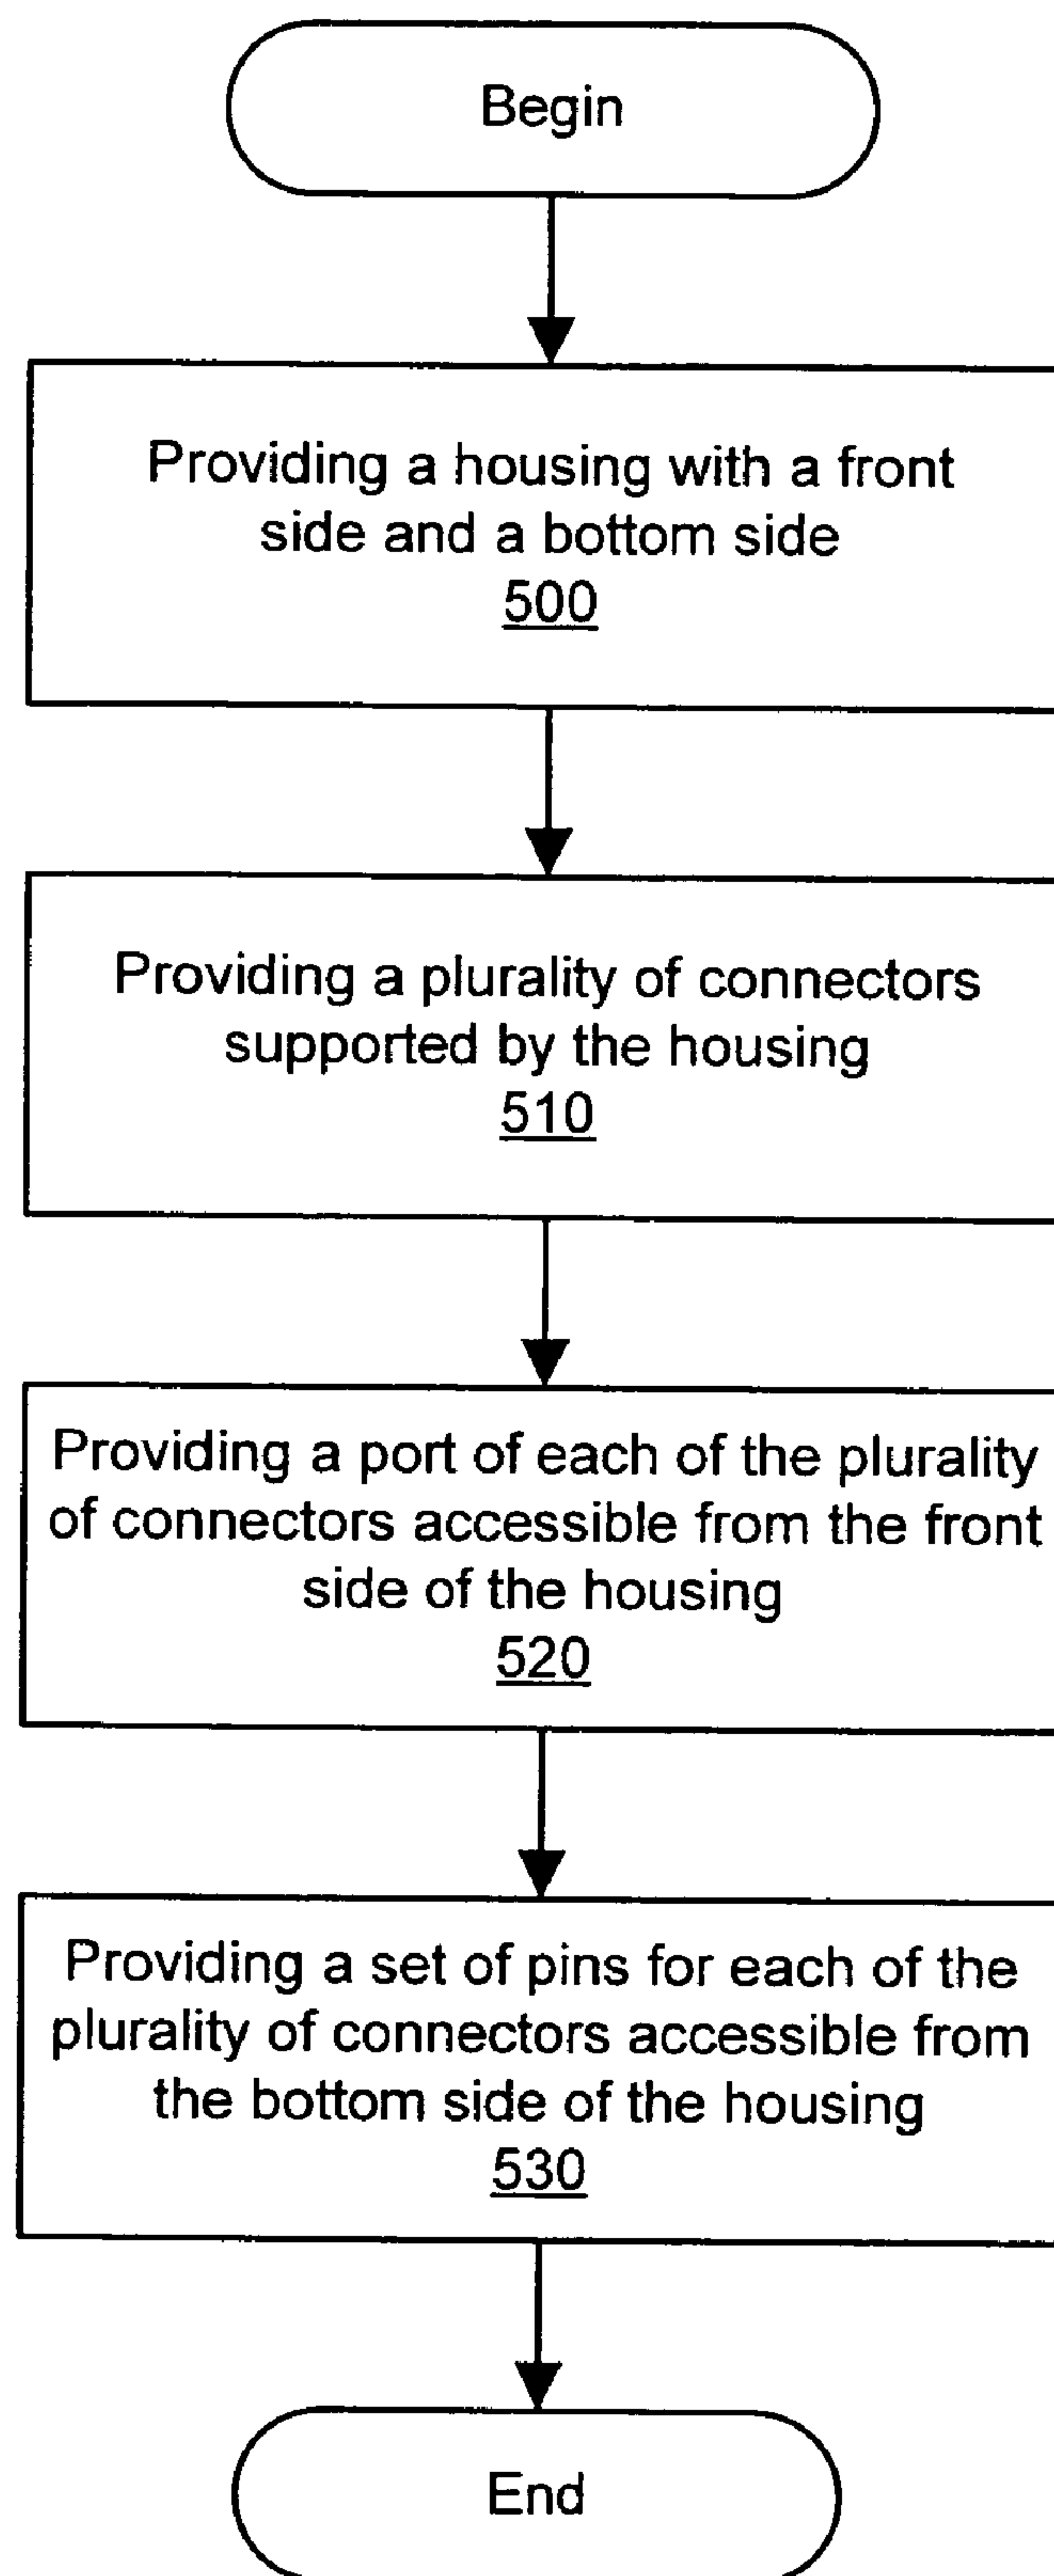 Begin
Providing a housing with a front
side and a bottom side
500
Providing a plurality of connectors
supported by the housing
510
Providing a port of each of the plurality
of connectors accessible from the front
side of the housing
520
Providing a set of pins for each of the
plurality of connectors accessible from
the bottom side of the housing
530
End